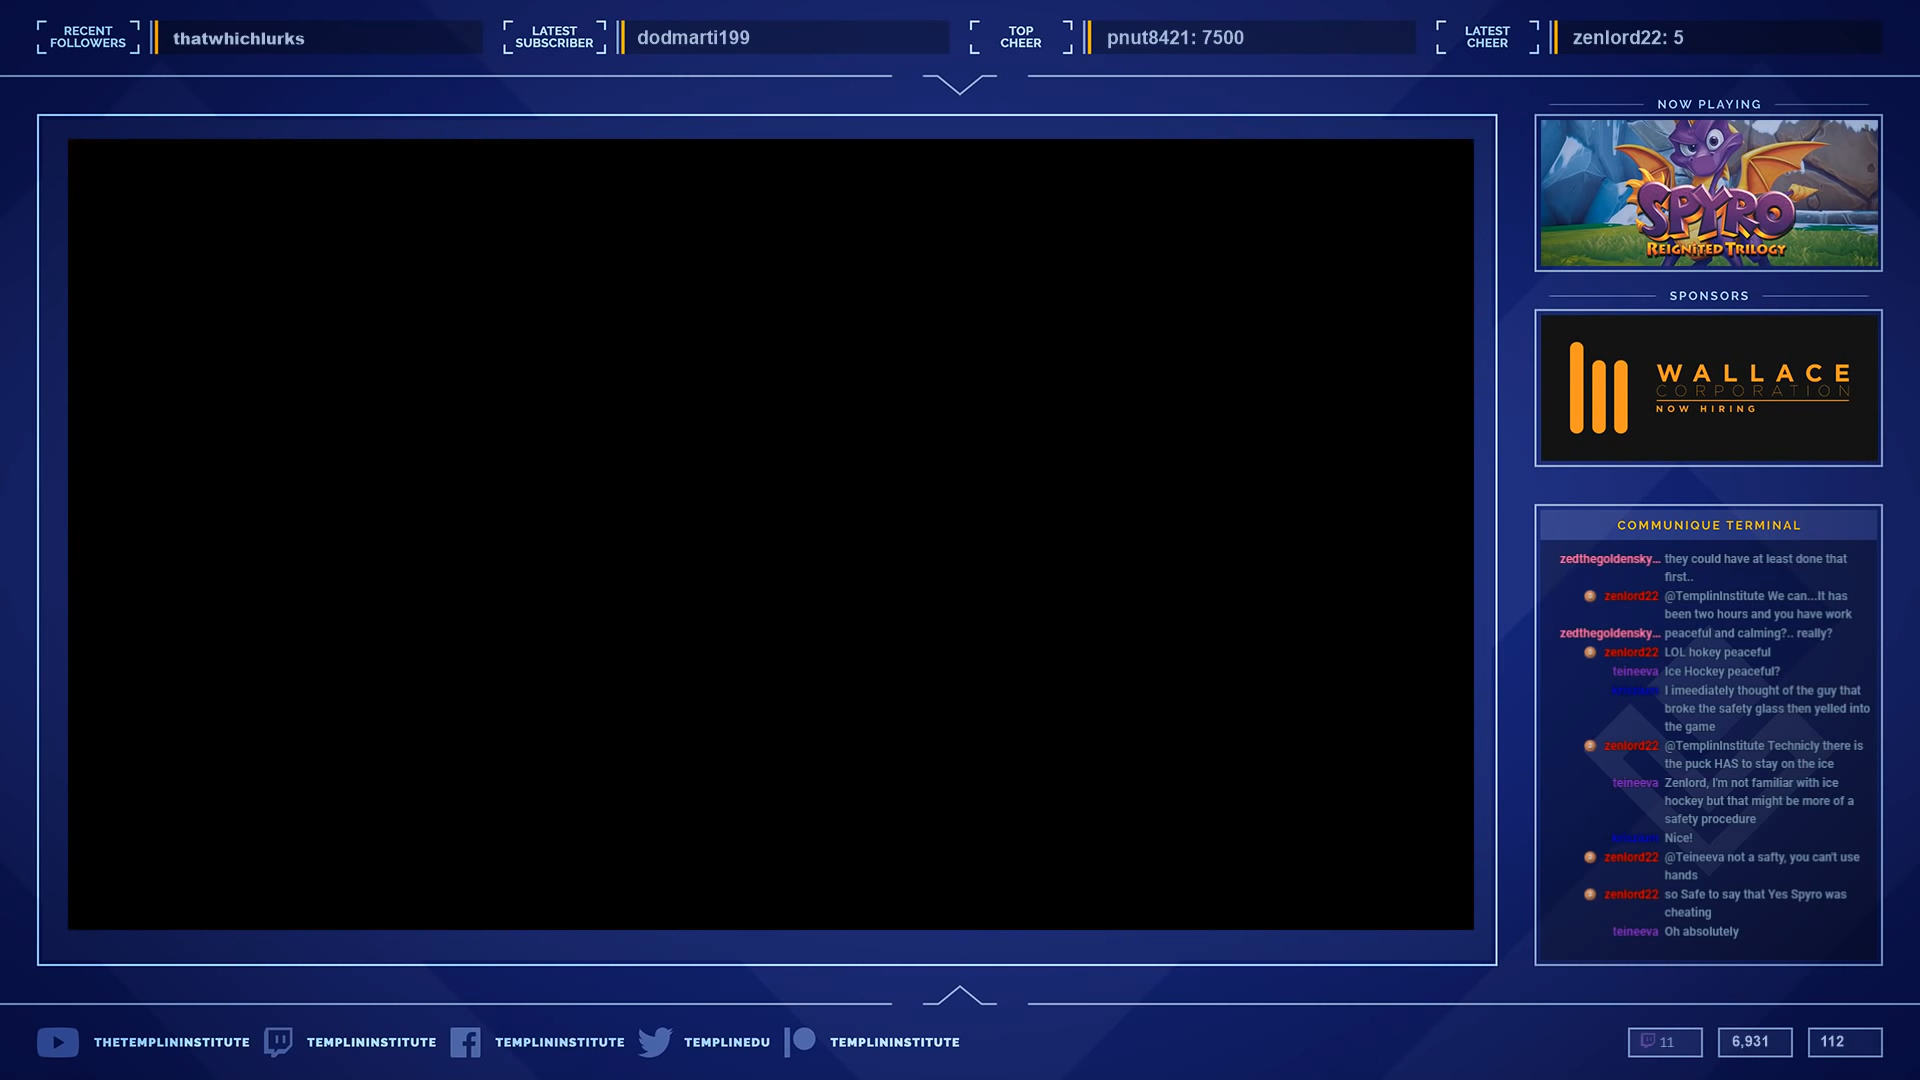 RECENT
FOLLOWERS
thatwhichlurks
LATEST
SUBSCRIBER
dodmarti199
TOP
CHEER
pnut8421: 7500
LATEST
CHEER
zenlord22: 5
NOW PLAYING
SPYRO
REIGNITED TRILOGY
SPONSORS
WALLACE
CORPORATION
NOW HIRING
COMMUNIQUE TERMINAL
zedthegoldensky... they could have at least done that
first..
zenlord22 @TemplinInstitute We can...It has
been two hours and you have work
zedthegoldensky... peaceful and calming?.. really?
zenlord22 LOL hokey peaceful
teineeva Ice Hockey peaceful?
I imeediately thought of the guy that
broke the safety glass then yelled into
the game
zenlord22 @TemplinInstitute Technicly there is
the puck HAS to stay on the ice
teineeva Zenlord, I'm not familiar with ice
hockey but that might be more of a
safety procedure
Nice!
zenlord22 @Teineeva not a safty, you can't use
hands
zenlord22 so Safe to say that Yes Spyro was
cheating
teineeva Oh absolutely
THETEMPLININSTITUTE
TEMPLININSTITUTE
TEMPLININSTITUTE
TEMPLINEDU
TEMPLININSTITUTE
11
6,931
112